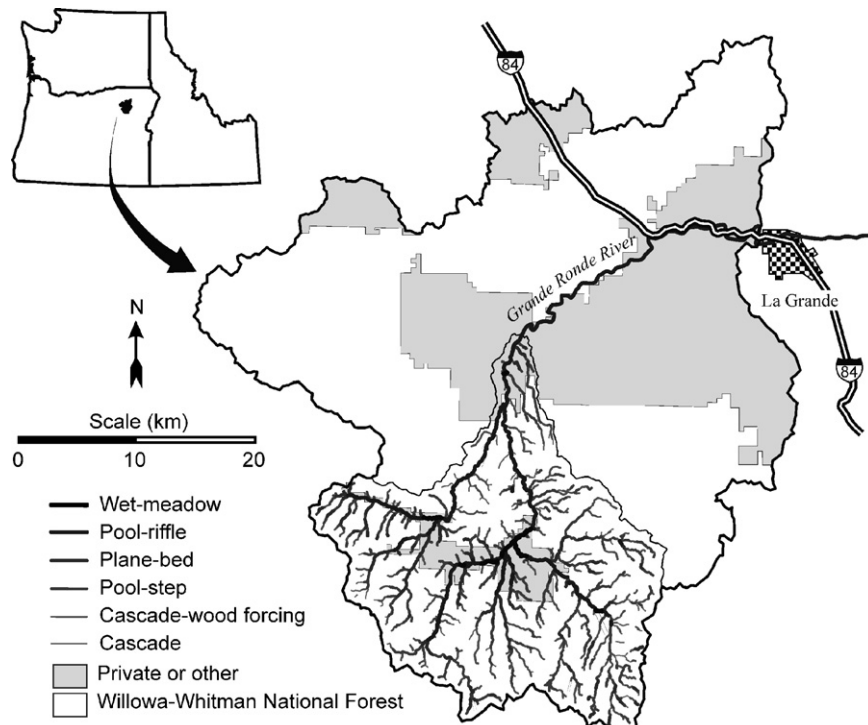 84
Grande Ronde River
La Grande
84
N
Scale (km)
0 10 20
Wet-meadow
Pool-riffle
Plane-bed
Pool-step
Cascade-wood forcing
Cascade
Private or other
Willowa-Whitman National Forest